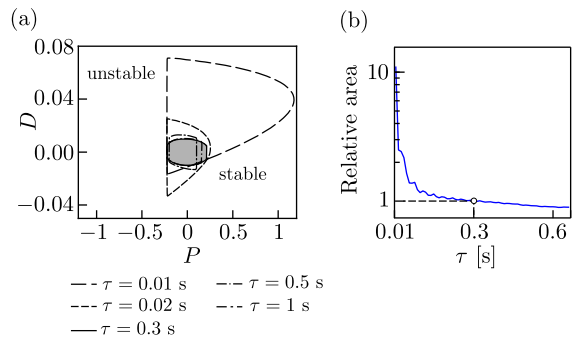 (a)
0.08
0.04
0.00
−0.04
D
unstable
stable
−1 −0.5 0 0.5 1
P
τ = 0.01 s
τ = 0.02 s
τ = 0.3 s
τ = 0.5 s
τ = 1 s
(b)
10
1
Relative area
0.01 0.3 0.6
τ [s]